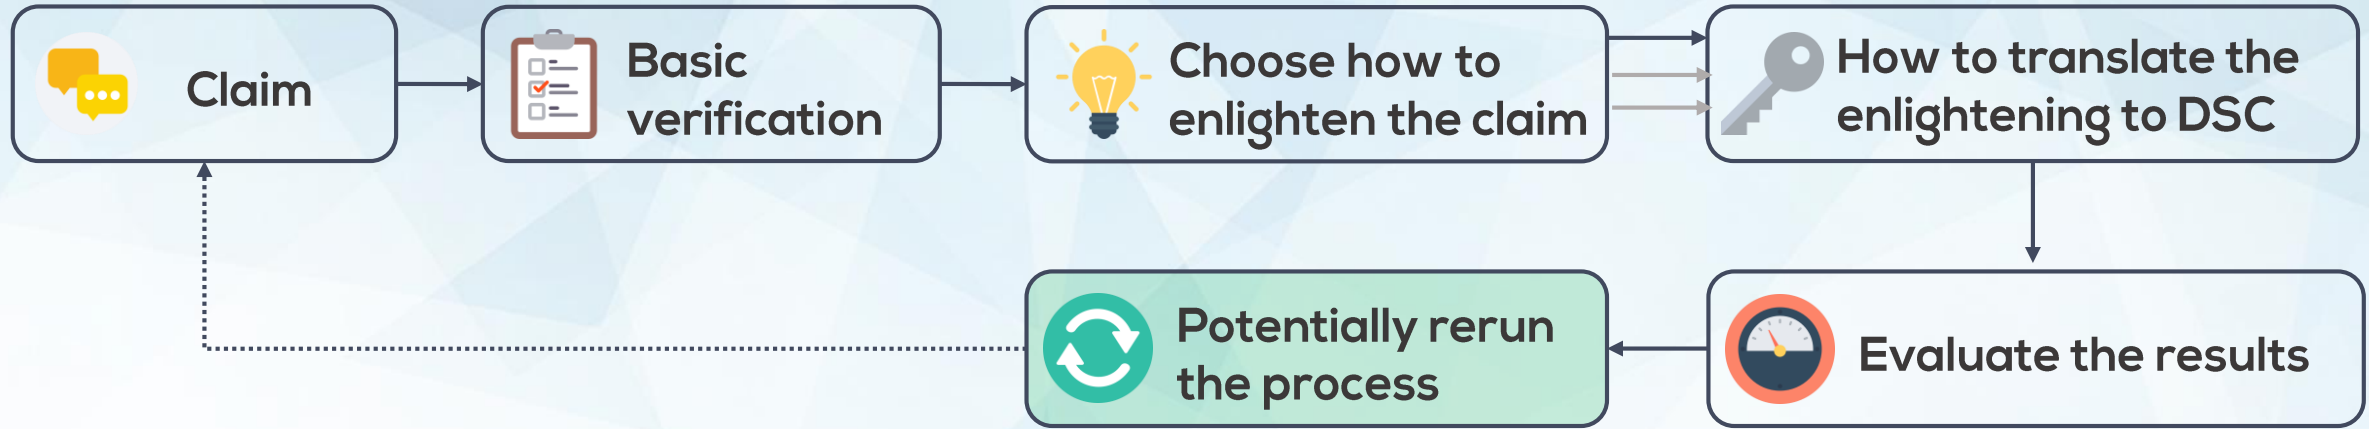 Claim
Basic
verification
Choose how to
enlighten the claim
How to translate the
enlightening to DSC
Evaluate the results
Potentially rerun
the process